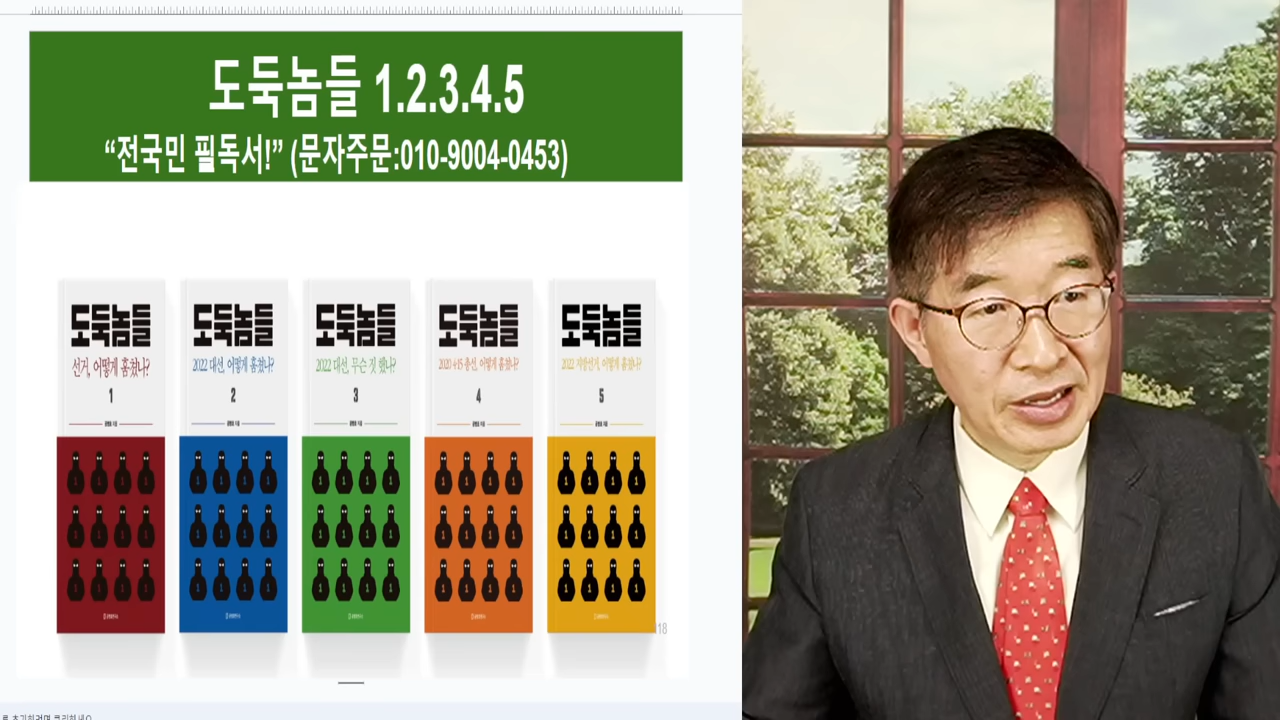 도둑놈들 1.2.3.4.5
“전국민 필독서!” (문자주문:010-9004-0453)
도둑놈들
선거, 어떻게 훔쳤나?
1
도둑놈들
2022 대선, 어떻게 훔쳤나?
2
도둑놈들
2022 대선, 무슨 짓 했나?
3
도둑놈들
2020 4·15 총선, 어떻게 훔쳤나?
4
도둑놈들
2022 지방선거, 어떻게 훔쳤나?
5
18